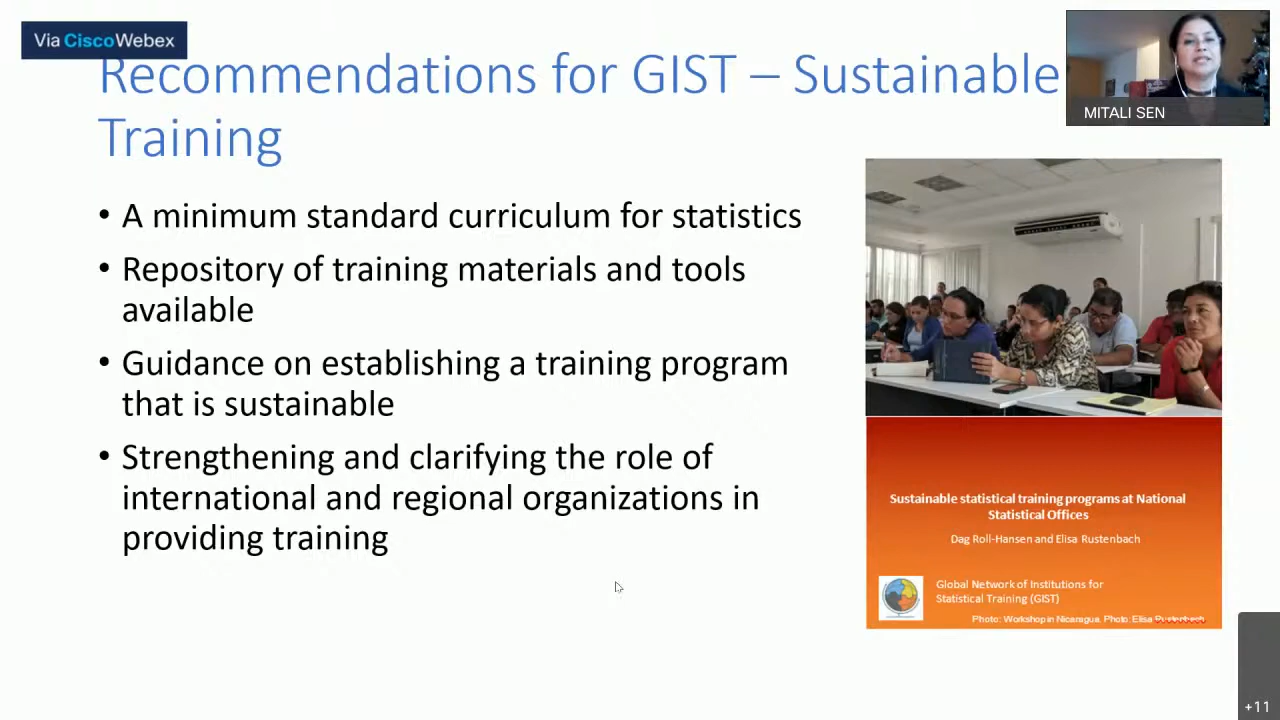 Via Cisco Webex
Recommendations for GIST – Sustainable
Training
MITALI SEN
• A minimum standard curriculum for statistics
• Repository of training materials and tools
available
• Guidance on establishing a training program
that is sustainable
• Strengthening and clarifying the role of
international and regional organizations in
providing training
Sustainable statistical training programs at National
Statistical Offices
Dag Roll-Hansen and Elisa Rustenbach
Global Network of Institutions for
Statistical Training (GIST)
Photo: Workshop in Nicaragua. Photo: Elisa Rustenbach
+11